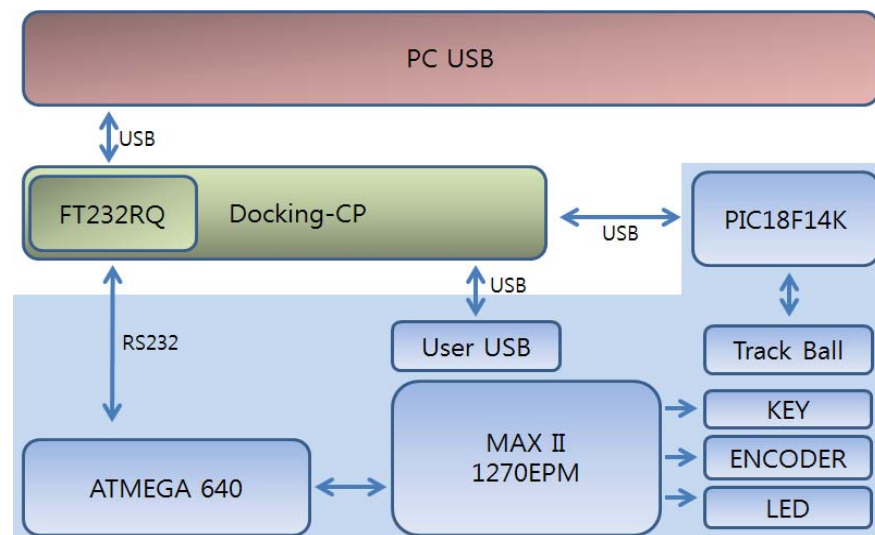 PC USB
USB
FT232RQ
Docking-CP
USB
PIC18F14K
USB
RS232
User USB
Track Ball
KEY
MAX II
1270EPM
ENCODER
ATMEGA 640
LED